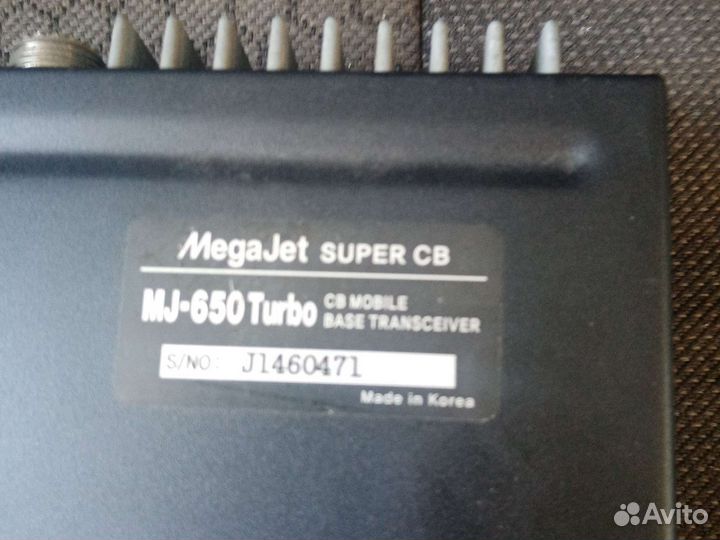 MegaJet SUPER CB
MJ-650 Turbo CB MOBILE
BASE TRANSCEIVER
S/NO: J1460471
Made in Korea
Avito